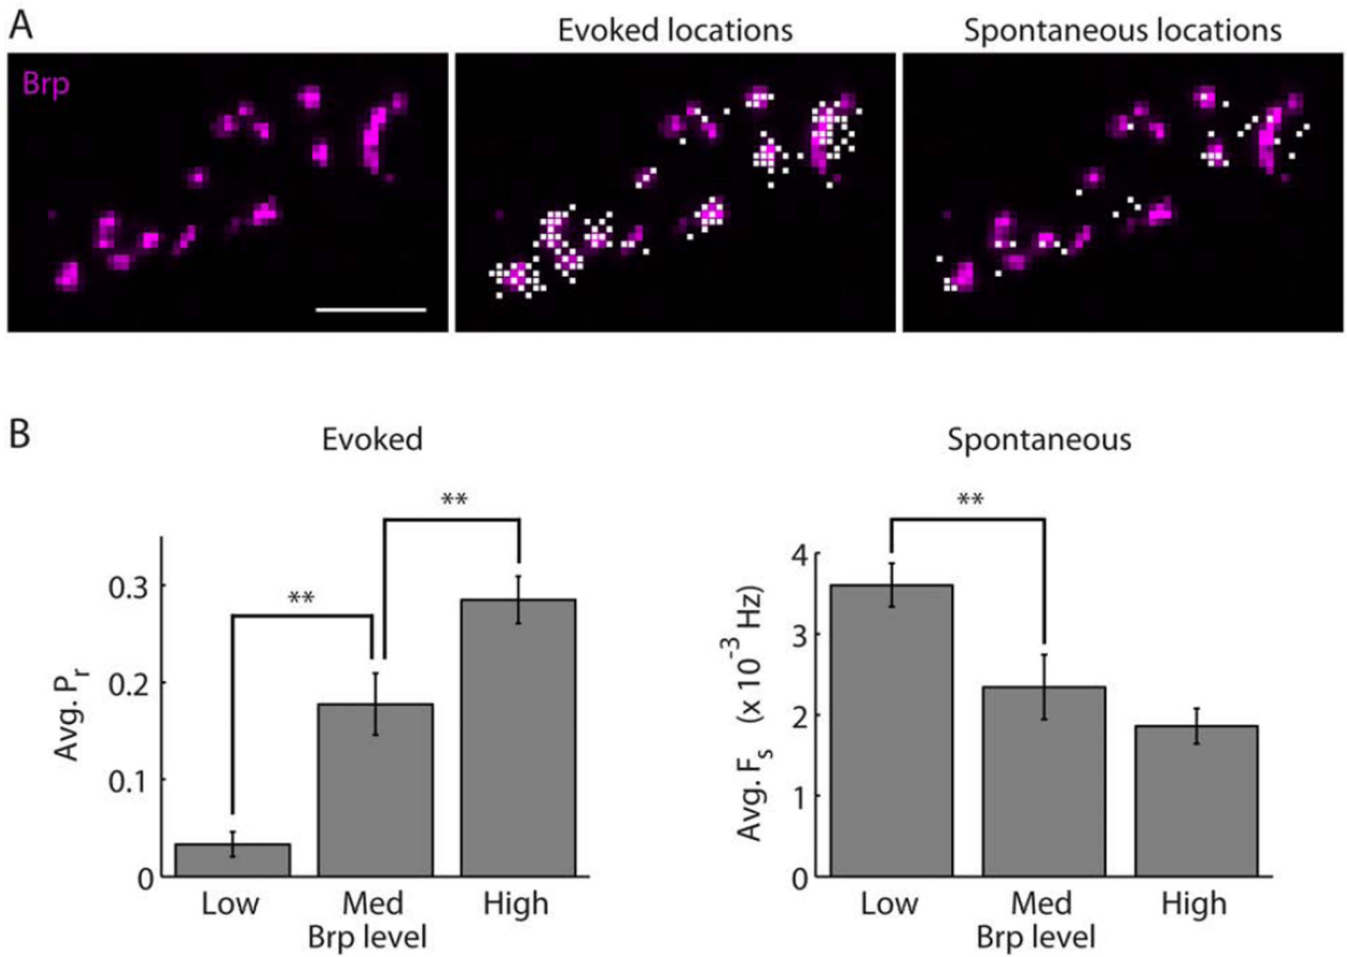 A
Evoked locations
Spontaneous locations
Brp
B
Evoked
Spontaneous
**
**
**
Avg. Pr
0.3
0.2
0.1
0
Low
Med
High
Brp level
Avg. Fs (x 10-3 Hz)
4
3
2
1
0
Low
Med
High
Brp level